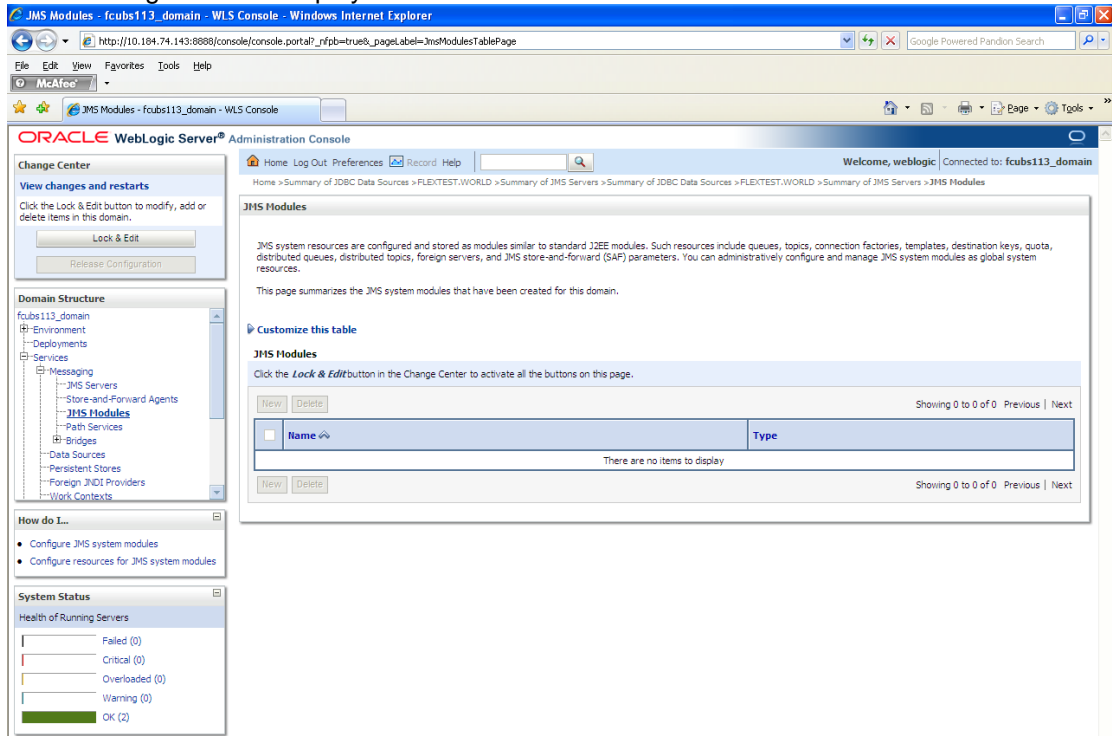 JMS Modules - fcubs113_domain - WLS Console - Windows Internet Explorer
http://10.184.74.143:8888/console/console.portal?_nfpb=true&_pageLabel=JmsModulesTablePage
Google Powered Pandion Search
File Edit View Favorites Tools Help
McAfee
JMS Modules - fcubs113_domain - WLS Console
Page Tools
ORACLE WebLogic Server® Administration Console
Change Center
View changes and restarts
Click the Lock & Edit button to modify, add or
delete items in this domain.
Lock & Edit
Release Configuration
Domain Structure
fcubs113_domain
Environment
Deployments
Services
Messaging
JMS Servers
Store-and-Forward Agents
JMS Modules
Path Services
Bridges
Data Sources
Persistent Stores
Foreign JNDI Providers
Work Contexts
How do I...
Configure JMS system modules
Configure resources for JMS system modules
System Status
Health of Running Servers
Failed (0)
Critical (0)
Overloaded (0)
Warning (0)
OK (2)
Home Log Out Preferences Record Help
Welcome, weblogic Connected to: fcubs113_domain
Home >Summary of JDBC Data Sources >FLEXTEST.WORLD >Summary of JMS Servers >Summary of JDBC Data Sources >FLEXTEST.WORLD >Summary of JMS Servers >JMS Modules
JMS Modules
JMS system resources are configured and stored as modules similar to standard J2EE modules. Such resources include queues, topics, connection factories, templates, destination keys, quota,
distributed queues, distributed topics, foreign servers, and JMS store-and-forward (SAF) parameters. You can administratively configure and manage JMS system modules as global system
resources.
This page summarizes the JMS system modules that have been created for this domain.
Customize this table
JMS Modules
Click the Lock & Edit button in the Change Center to activate all the buttons on this page.
New Delete
Showing 0 to 0 of 0 Previous | Next
Name Type
There are no items to display
New Delete
Showing 0 to 0 of 0 Previous | Next